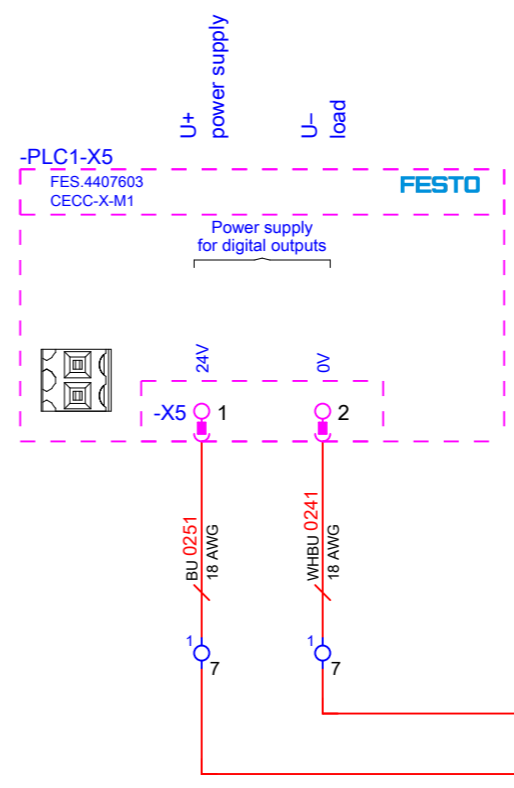 U+
power supply
U–
load
-PLC1-X5
FES.4407603
CECC-X-M1
FESTO
Power supply
for digital outputs
24V
0V
-X5
1
2
BU 0251
18 AWG
WHBU 0241
18 AWG
1
7
1
7